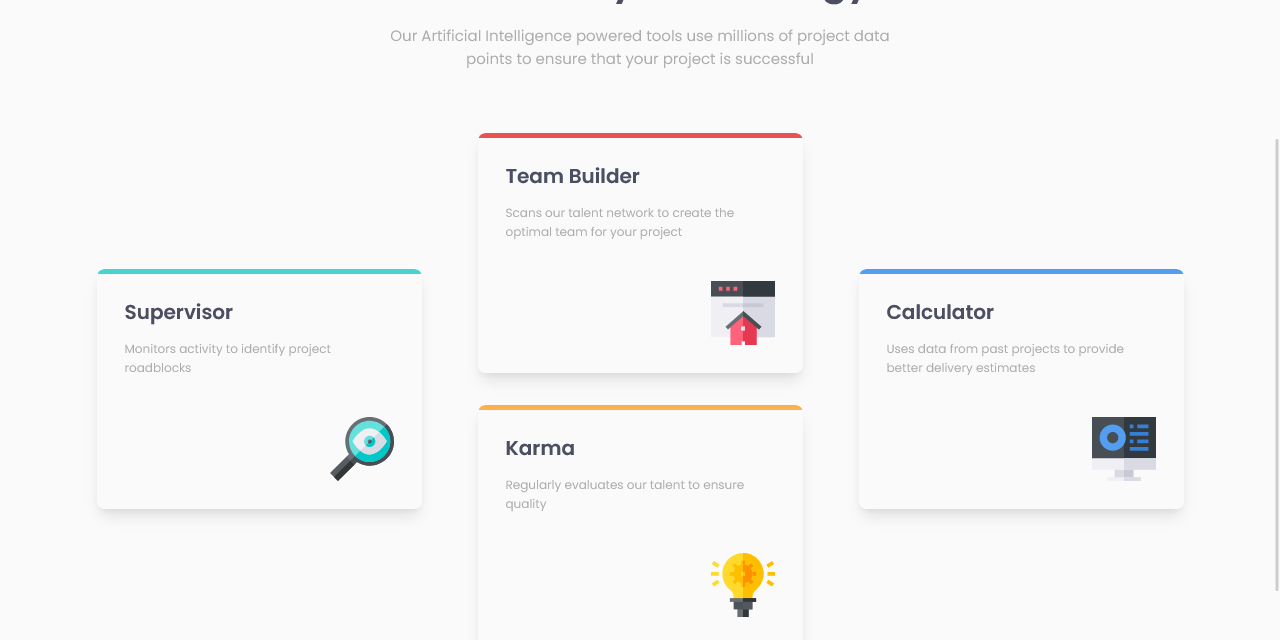 Our Artificial Intelligence powered tools use millions of project data
points to ensure that your project is successful
Team Builder
Scans our talent network to create the
optimal team for your project
Supervisor
Monitors activity to identify project
roadblocks
Calculator
Uses data from past projects to provide
better delivery estimates
Karma
Regularly evaluates our talent to ensure
quality